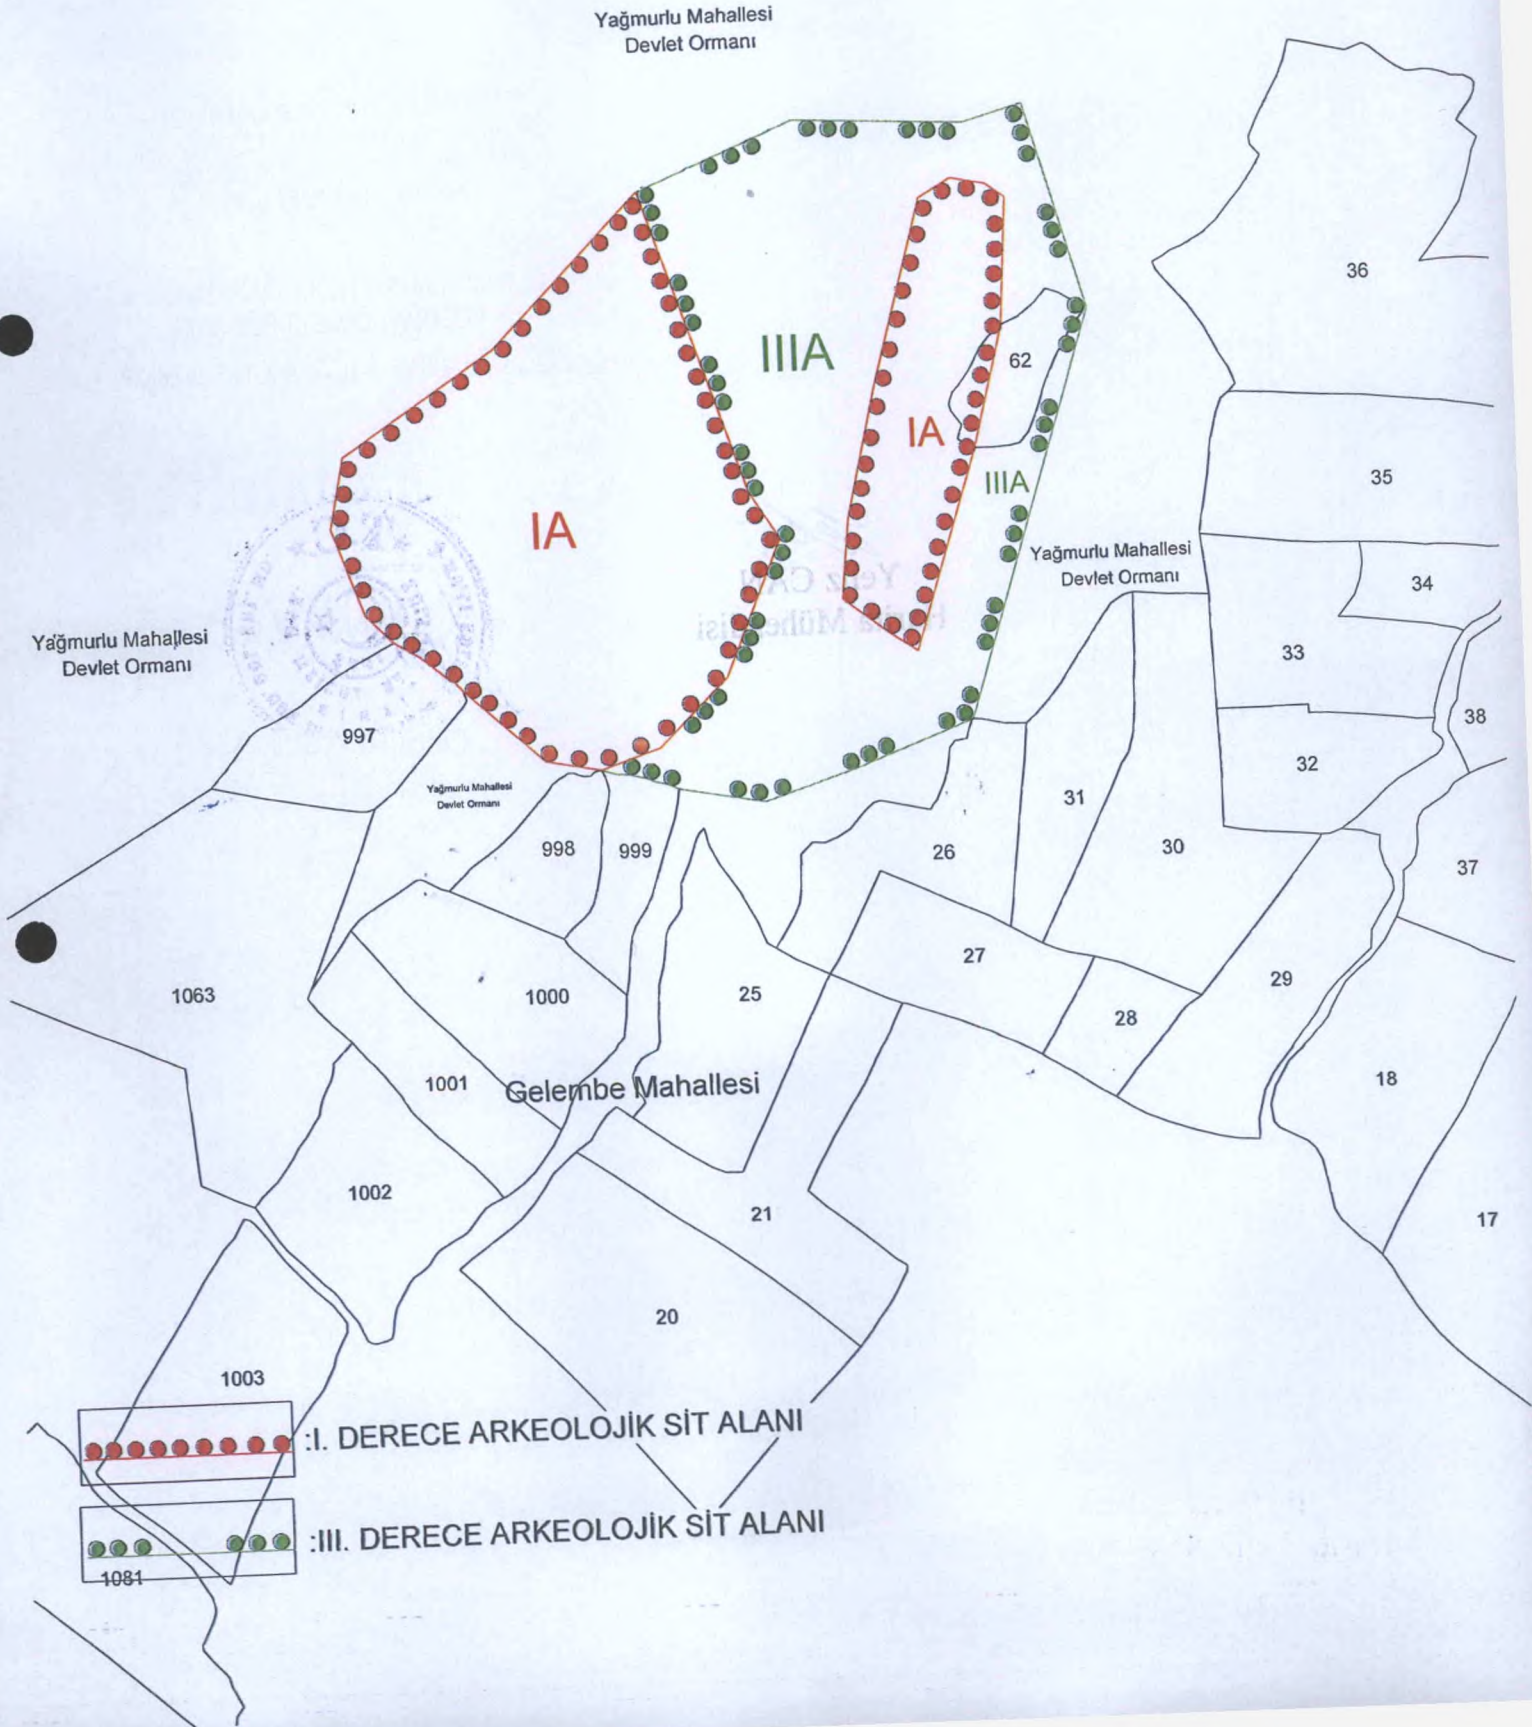 Yağmurlu Mahallesi
Devlet Ormanı
36
IIIA
62
IA
35
IIIA
IA
Yağmurlu Mahallesi
Devlet Ormanı
34
Yağmurlu Mahallesi
Devlet Ormanı
33
38
997
32
Yağmurlu Mahallesi
Devlet Ormanı
31
998
999
26
30
37
27
29
1063
1000
25
28
18
1001
Gelembe Mahallesi
1002
21
17
20
1003
:I. DERECE ARKEOLOJİK SİT ALANI
:III. DERECE ARKEOLOJİK SİT ALANI
1081